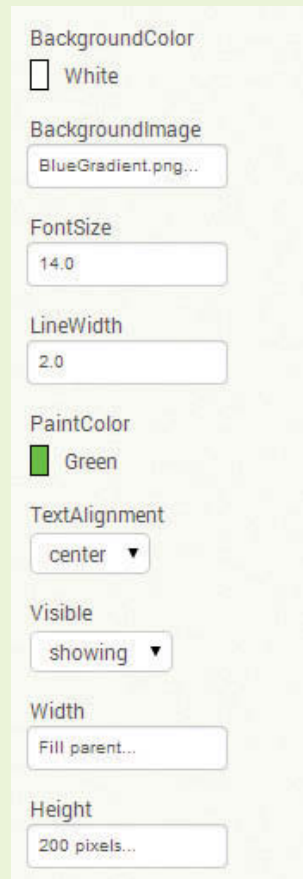 BackgroundColor
White
BackgroundImage
BlueGradient.png...
FontSize
14.0
LineWidth
2.0
PaintColor
Green
TextAlignment
center
Visible
showing
Width
Fill parent...
Height
200 pixels...